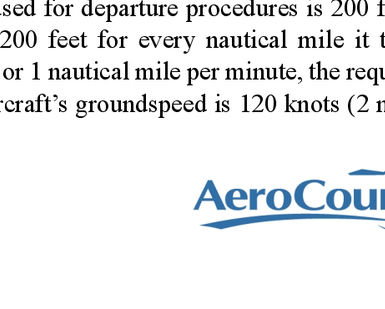 used for departure procedures is 200 f
200 feet for every nautical mile it t
or 1 nautical mile per minute, the requ
rcraft’s groundspeed is 120 knots (2 n
AeroCour